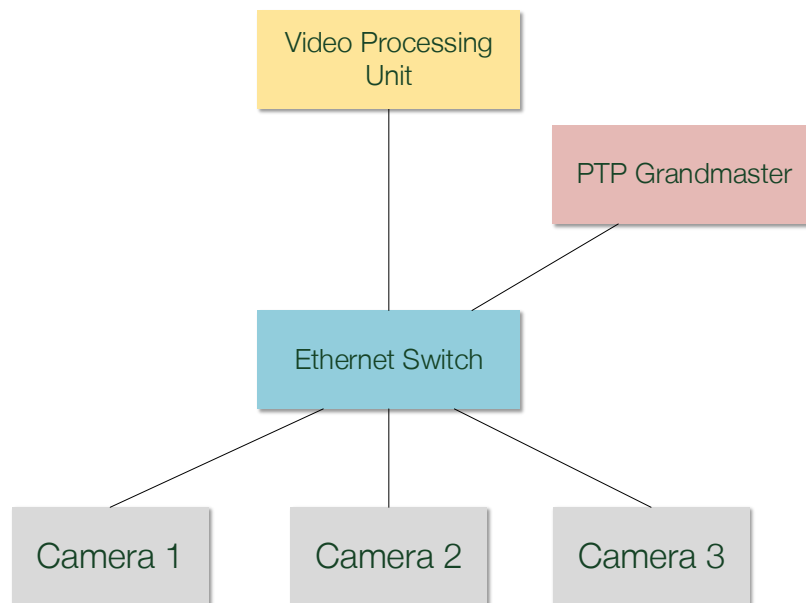 Video Processing
Unit
PTP Grandmaster
Ethernet Switch
Camera 1
Camera 2
Camera 3